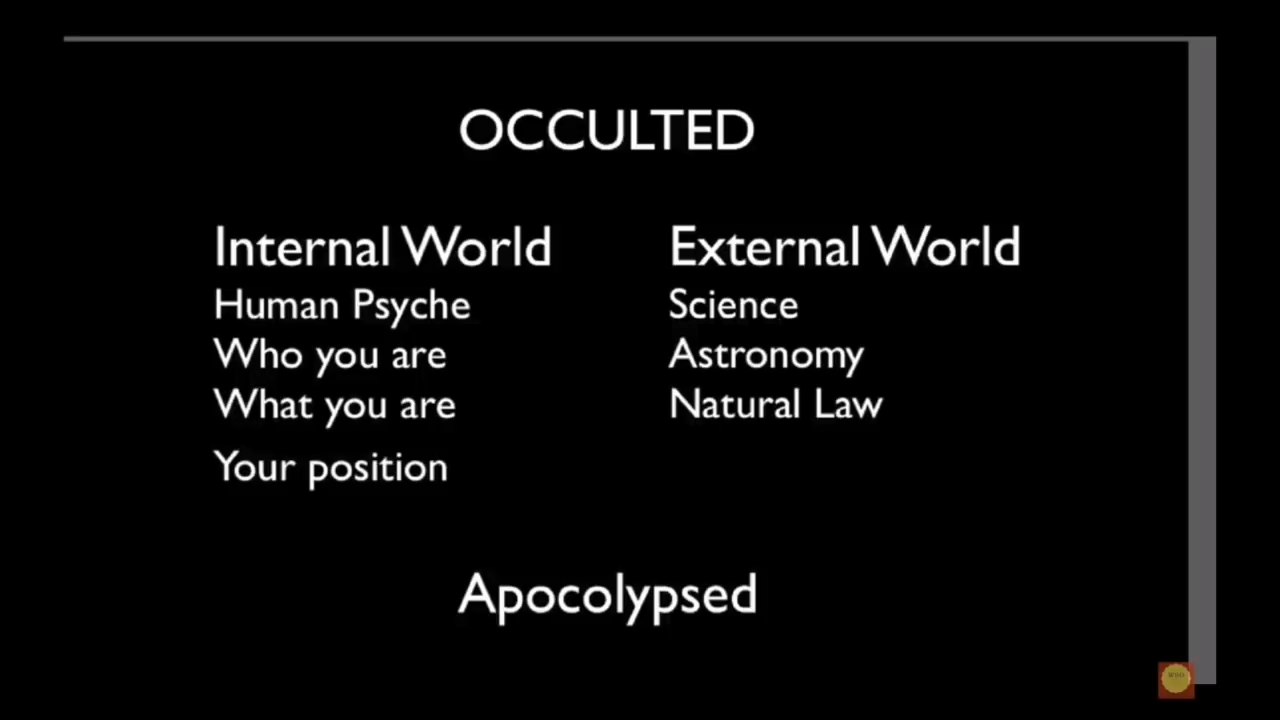 OCCULTED
Internal World
Human Psyche
Who you are
What you are
Your position
External World
Science
Astronomy
Natural Law
Apocolypsed